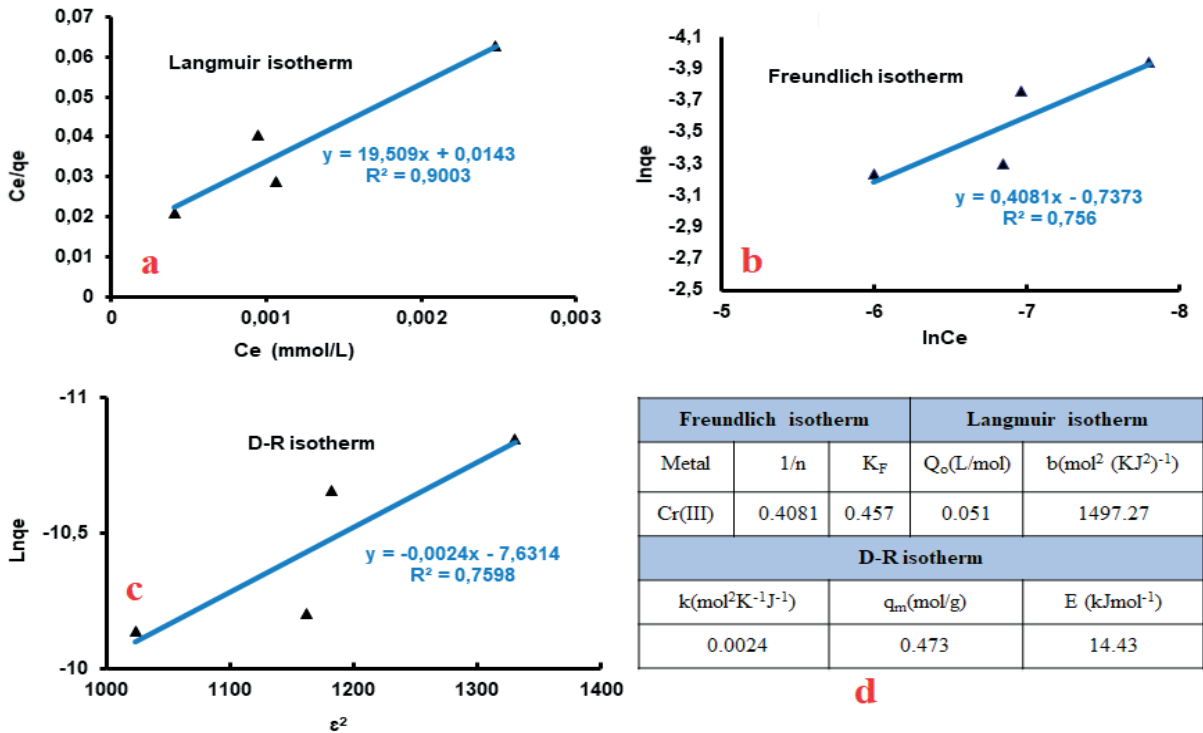 0,07
0,06
0,05
0,04
0,03
0,02
0,01
0
Ce/qe
Langmuir isotherm
y = 19,509x + 0,0143
R² = 0,9003
a
0
0,001
0,002
0,003
Ce (mmol/L)
-4,1
-3,9
-3,7
-3,5
-3,3
-3,1
-2,9
-2,7
-2,5
lnqe
Freundlich isotherm
y = 0,4081x - 0,7373
R² = 0,756
b
-5
-6
-7
-8
lnCe
-11
-10,5
-10
Lnqe
D-R isotherm
y = -0,0024x - 7,6314
R² = 0,7598
c
1000
1100
1200
1300
1400
ε²
Freundlich isotherm Langmuir isotherm
Metal 1/n K_F Q_o(L/mol) b(mol² (KJ²)⁻¹)
Cr(III) 0.4081 0.457 0.051 1497.27
D-R isotherm
k(mol²K⁻¹J⁻¹) q_m(mol/g) E (kJmol⁻¹)
0.0024 0.473 14.43
d